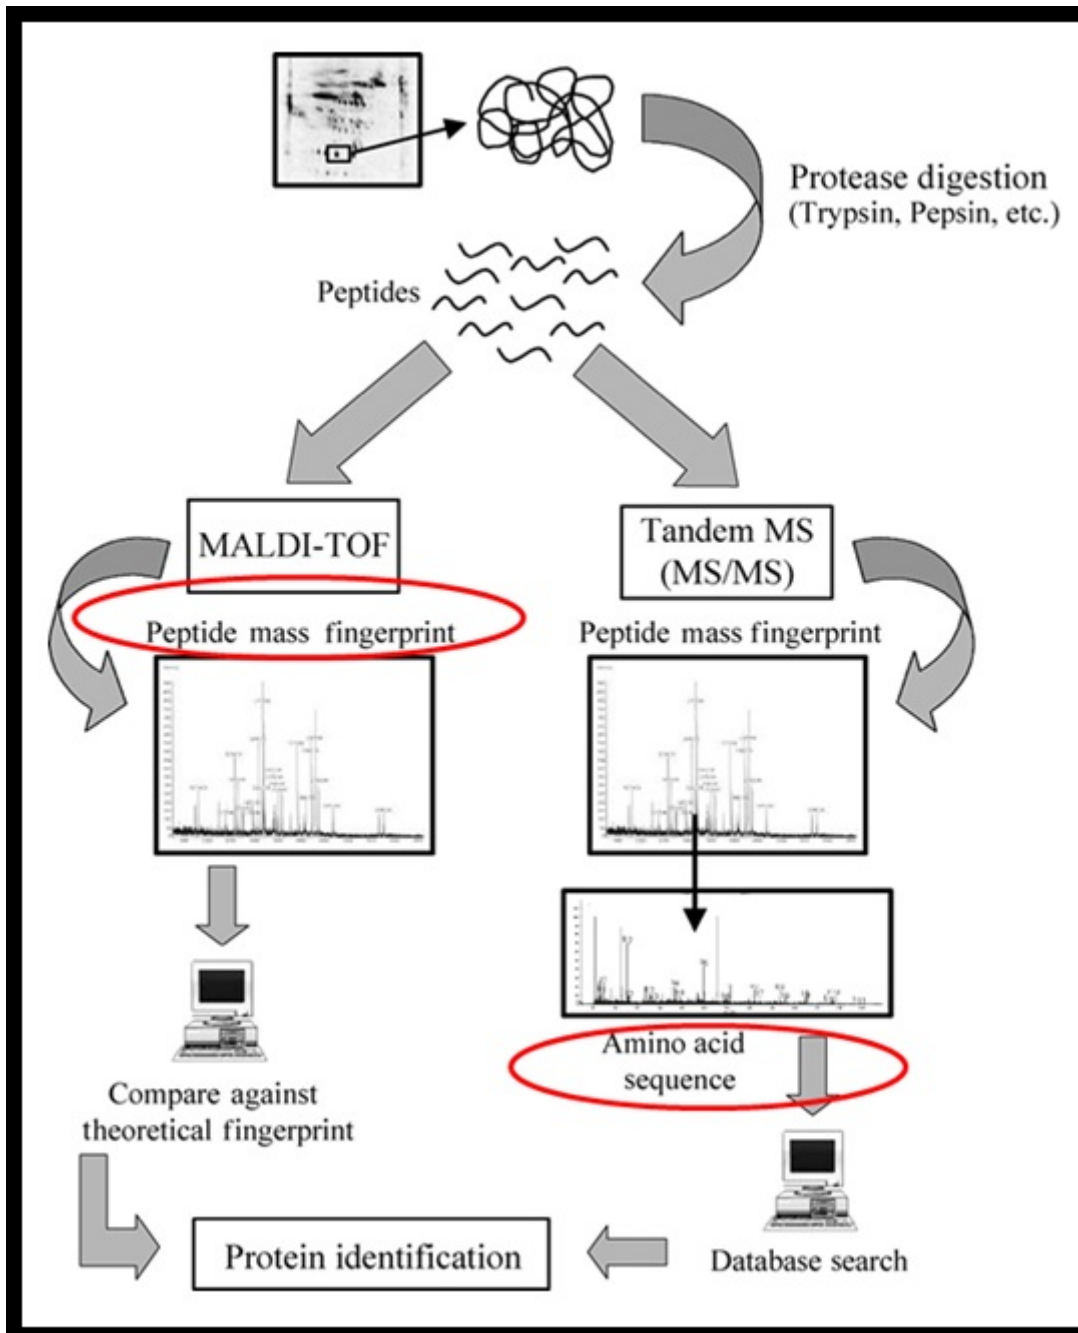 Protease digestion
(Trypsin, Pepsin, etc.)
Peptides
MALDI-TOF
Peptide mass fingerprint
Tandem MS
(MS/MS)
Peptide mass fingerprint
Compare against
theoretical fingerprint
Amino acid
sequence
Database search
Protein identification